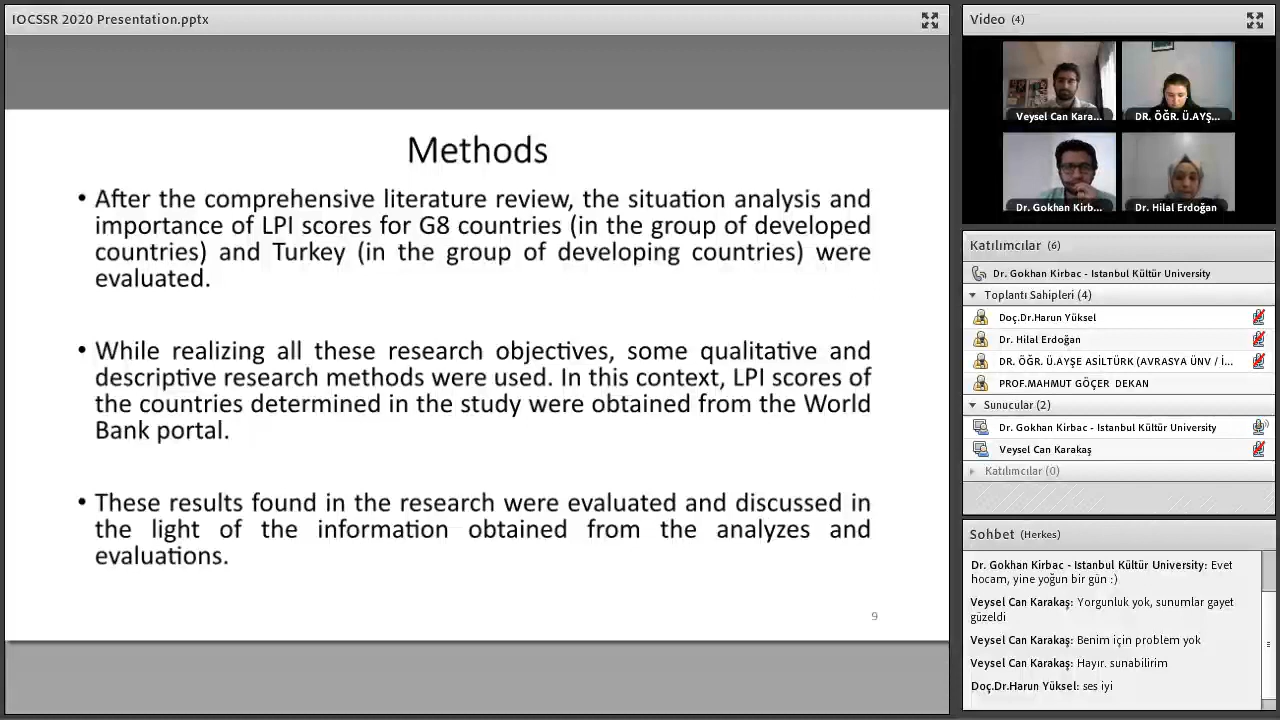 IOCSSR 2020 Presentation.pptx
Methods
• After the comprehensive literature review, the situation analysis and
importance of LPI scores for G8 countries (in the group of developed
countries) and Turkey (in the group of developing countries) were
evaluated.
• While realizing all these research objectives, some qualitative and
descriptive research methods were used. In this context, LPI scores of
the countries determined in the study were obtained from the World
Bank portal.
• These results found in the research were evaluated and discussed in
the light of the information obtained from the analyzes and
evaluations.
9
Video (4)
Veysel Can Kara...
DR. ÖĞR. Ü.AYŞ...
Dr. Gokhan Kirb...
Dr. Hilal Erdoğan
Katılımcılar (6)
Dr. Gokhan Kirbac - Istanbul Kültür University
Toplantı Sahipleri (4)
Doç.Dr.Harun Yüksel
Dr. Hilal Erdoğan
DR. ÖĞR. Ü.AYŞE ASİLTÜRK (AVRASYA ÜNV / İ...
PROF.MAHMUT GÖÇER DEKAN
Sunucular (2)
Dr. Gokhan Kirbac - Istanbul Kültür University
Veysel Can Karakaş
Katılımcılar (0)
Sohbet (Herkes)
Dr. Gokhan Kirbac - Istanbul Kültür University: Evet
hocam, yine yoğun bir gün :)
Veysel Can Karakaş: Yorgunluk yok, sunumlar gayet
güzeldi
Veysel Can Karakaş: Benim için problem yok
Veysel Can Karakaş: Hayır. sunabilirim
Doç.Dr.Harun Yüksel: ses iyi